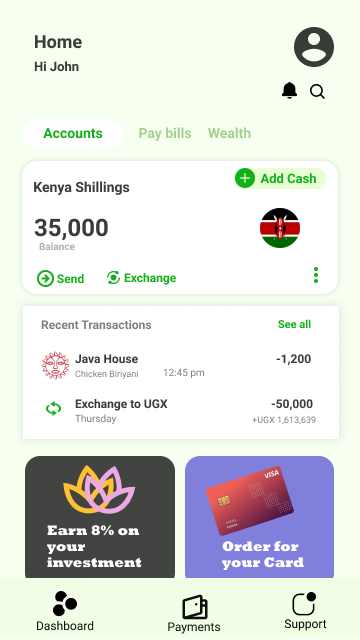 Home
Hi John
Accounts Pay bills Wealth
Add Cash
Kenya Shillings
35,000
Balance
Send Exchange
Recent Transactions See all
Java House -1,200
Chicken Biriyani 12:45 pm
Exchange to UGX -50,000
Thursday +UGX 1,613,639
Earn 8% on
your
investment
VISA
Order for
your Card
Dashboard Payments Support